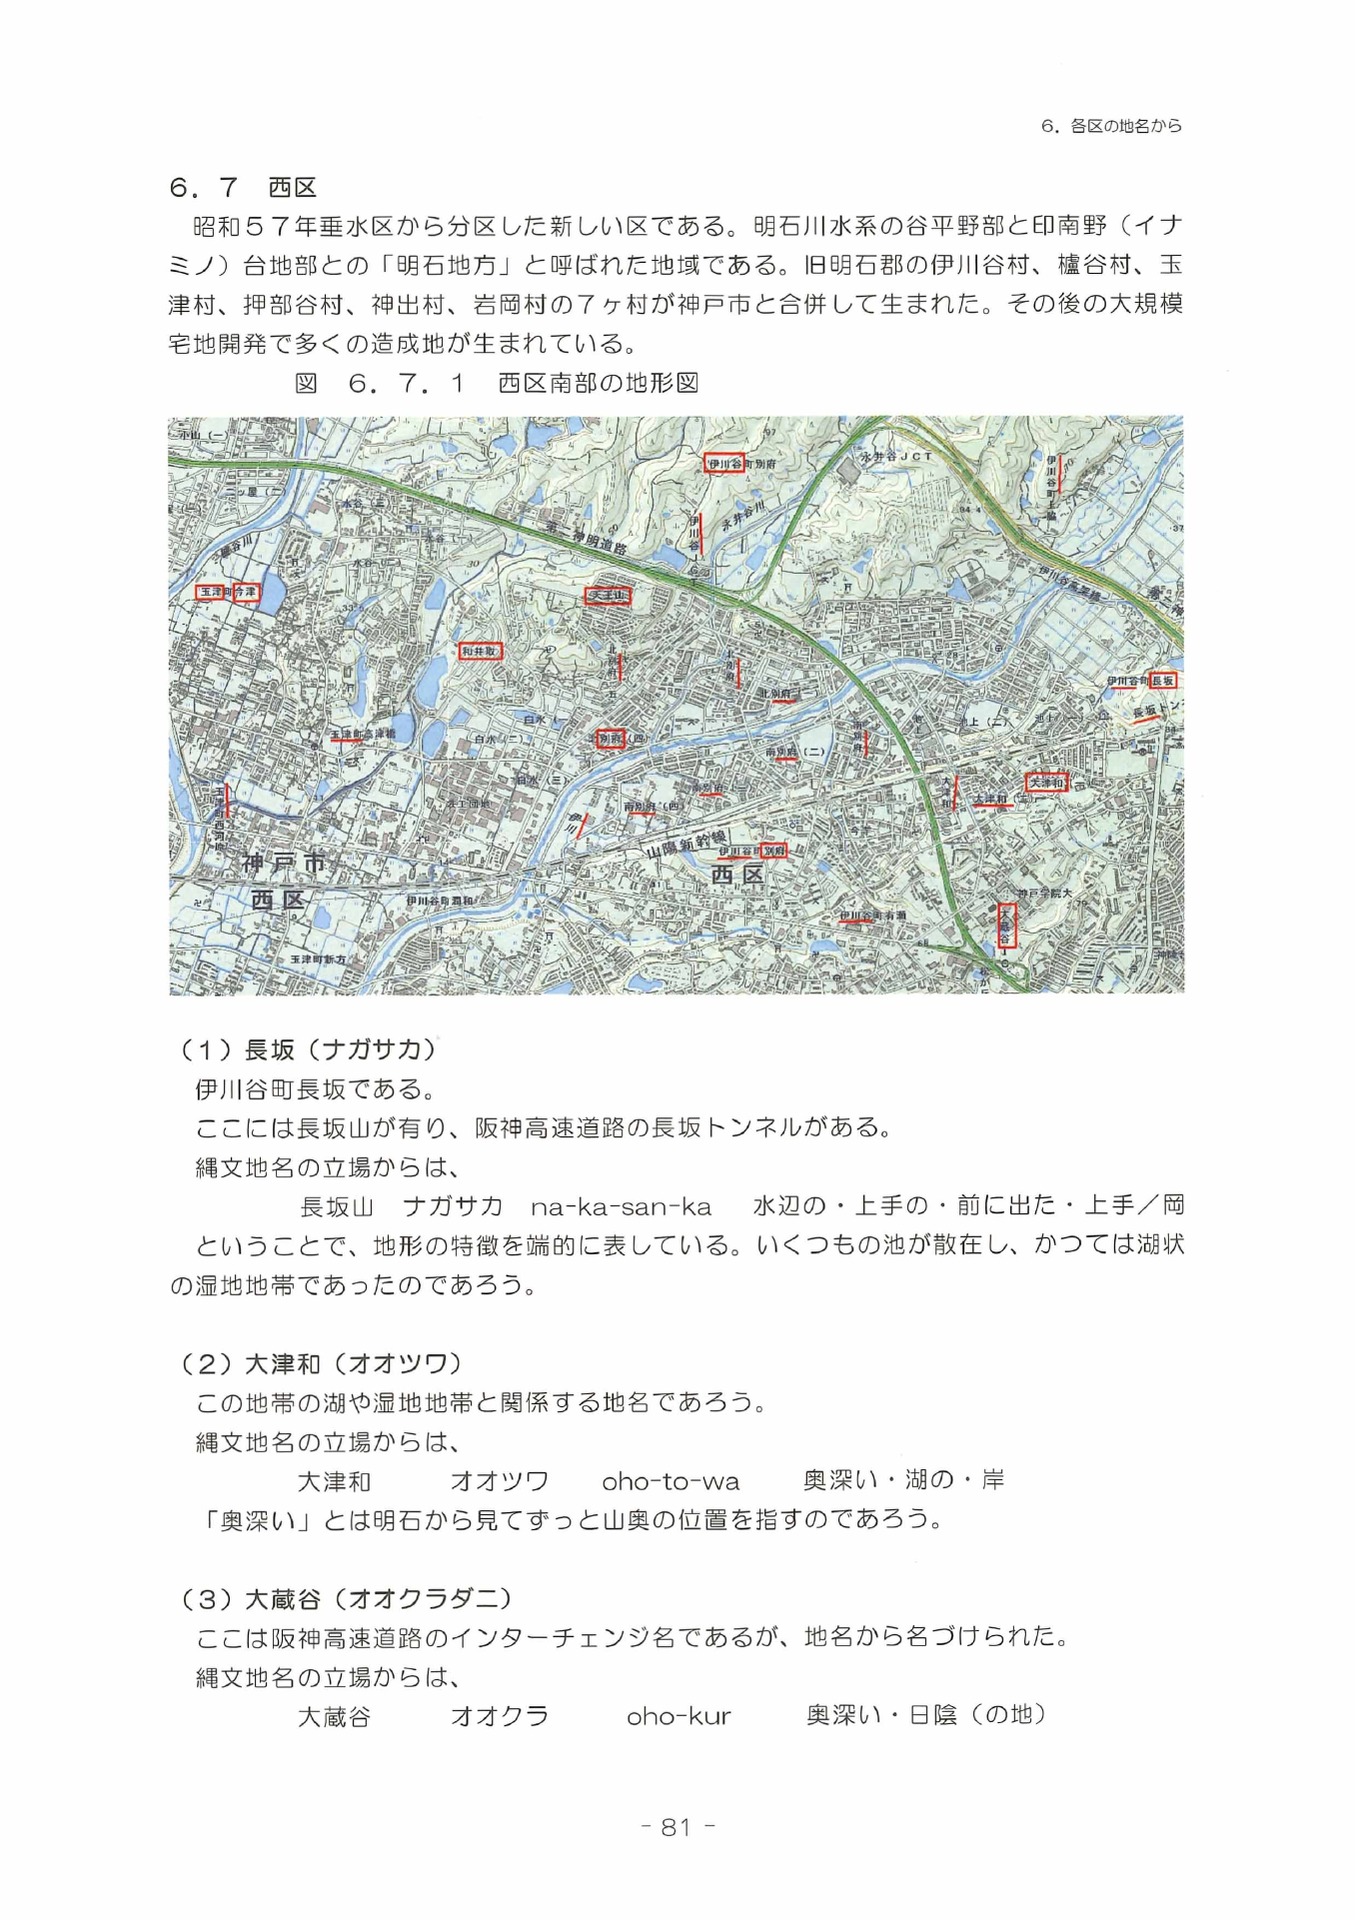 6．各区の地名から
6．7　西区
昭和５７年垂水区から分区した新しい区である。明石川水系の谷平野部と印南野（イナ
ミノ）台地部との「明石地方」と呼ばれた地域である。旧明石郡の伊川谷村、櫨谷村、玉
津村、押部谷村、神出村、岩岡村の７ヶ村が神戸市と合併して生まれた。その後の大規模
宅地開発で多くの造成地が生まれている。
図　6．7．1　西区南部の地形図
小山（一）
伊川谷町別府
永井谷JCT
伊川谷町上脇
二ッ屋（二）
永井谷川
第二神明道路
櫨谷川
玉津町今津
天王山
和井取
伊川谷町長坂
長坂トン
北別府（一）
白水（二）
白水（三）
玉津町高津橋
池上（二）
南別府（二）
大津和
大津和
南別府（四）
伊川
山陽新幹線
伊川谷町別府
西区
神戸市
西区
伊川谷町潤和
伊川谷町有瀬
神戸学院大
大蔵谷IC
玉津町新方
（1）長坂（ナガサカ）
伊川谷町長坂である。
ここには長坂山が有り、阪神高速道路の長坂トンネルがある。
縄文地名の立場からは、
長坂山　ナガサカ　na-ka-san-ka　水辺の・上手の・前に出た・上手／岡
ということで、地形の特徴を端的に表している。いくつもの池が散在し、かつては湖状
の湿地地帯であったのであろう。
（2）大津和（オオツワ）
この地帯の湖や湿地地帯と関係する地名であろう。
縄文地名の立場からは、
大津和　オオツワ　oho-to-wa　奥深い・湖の・岸
「奥深い」とは明石から見てずっと山奥の位置を指すのであろう。
（3）大蔵谷（オオクラダニ）
ここは阪神高速道路のインターチェンジ名であるが、地名から名づけられた。
縄文地名の立場からは、
大蔵谷　オオクラ　oho-kur　奥深い・日陰（の地）
- 81 -